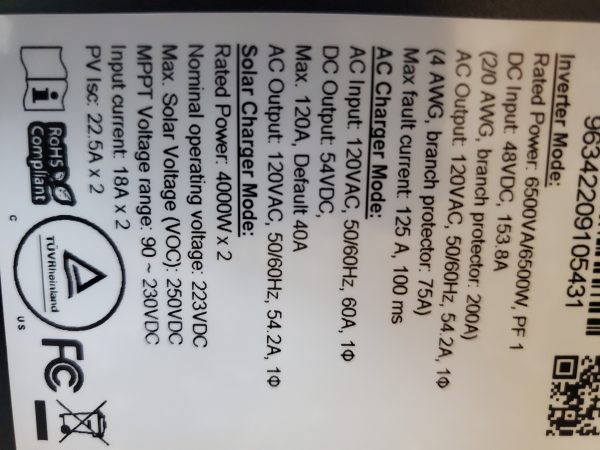 96342209105431
Inverter Mode:
Rated Power: 6500VA/6500W, PF 1
DC Input: 48VDC, 153.8A
(2/0 AWG, branch protector: 200A)
AC Output: 120VAC, 50/60Hz, 54.2A, 1Φ
(4 AWG, branch protector: 75A)
Max fault current: 125 A, 100 ms
AC Charger Mode:
AC Input: 120VAC, 50/60Hz, 60A, 1Φ
DC Output: 54VDC,
Max. 120A, Default 40A
AC Output: 120VAC, 50/60Hz, 54.2A, 1Φ
Solar Charger Mode:
Rated Power: 4000W x 2
Nominal operating voltage: 223VDC
Max. Solar Voltage (VOC): 250VDC
MPPT Voltage range: 90 ~ 230VDC
Input current: 18A x 2
PV Isc: 22.5A x 2
RoHS
Compliant
TÜVRheinland
C US
FC